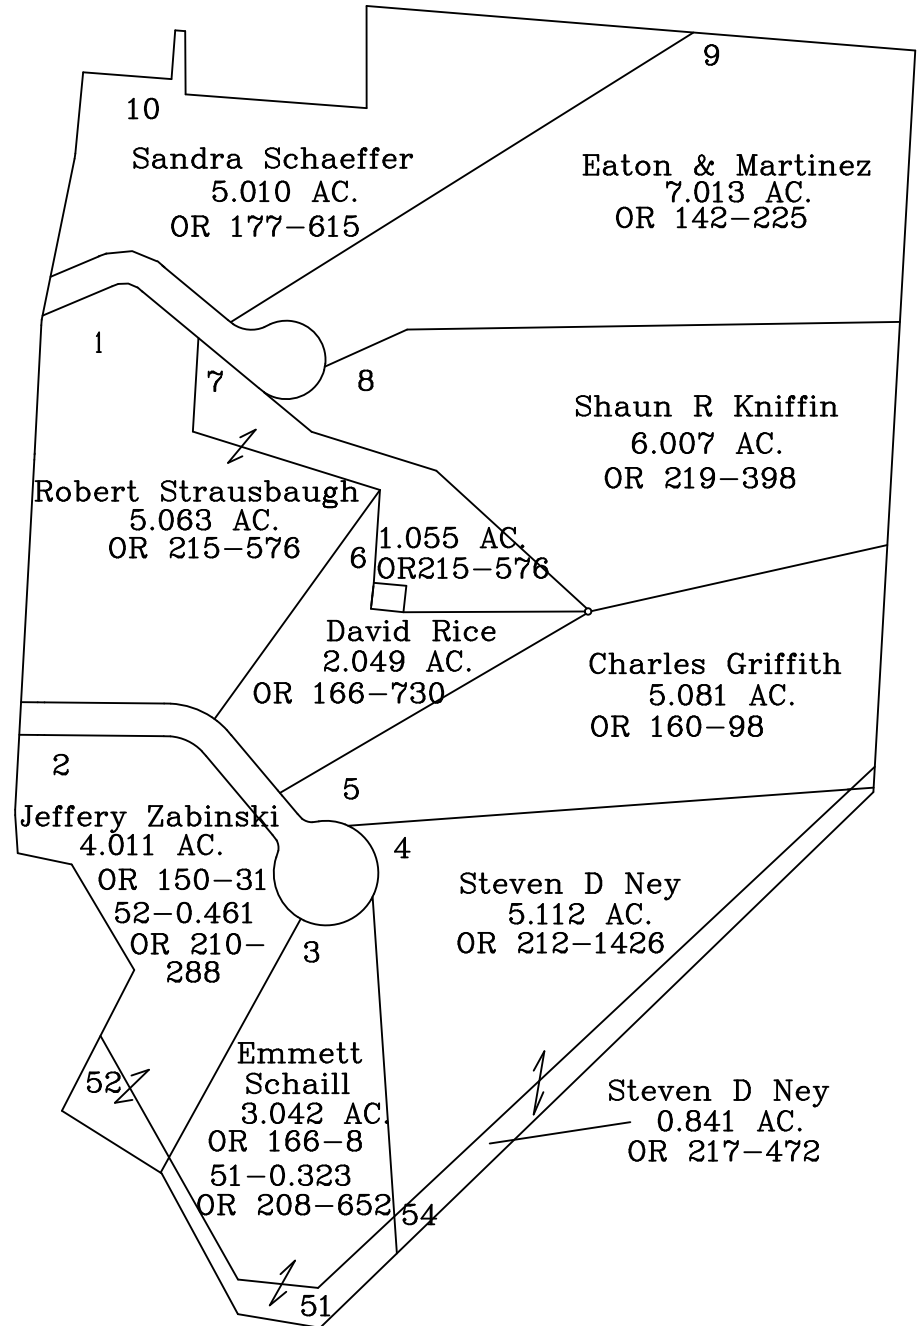 9
10
Sandra Schaeffer
5.010 AC.
OR 177-615
Eaton & Martinez
7.013 AC.
OR 142-225
1
7
8
Shaun R Kniffin
6.007 AC.
OR 219-398
Robert Strausbaugh
5.063 AC.
OR 215-576
6
1.055 AC.
OR215-576
David Rice
2.049 AC.
OR 166-730
Charles Griffith
5.081 AC.
OR 160-98
2
5
Jeffery Zabinski
4.011 AC.
OR 150-31
52-0.461
OR 210-
288
4
Steven D Ney
5.112 AC.
OR 212-1426
3
52
Emmett
Schaill
3.042 AC.
OR 166-8
51-0.323
OR 208-652
Steven D Ney
0.841 AC.
OR 217-472
54
51